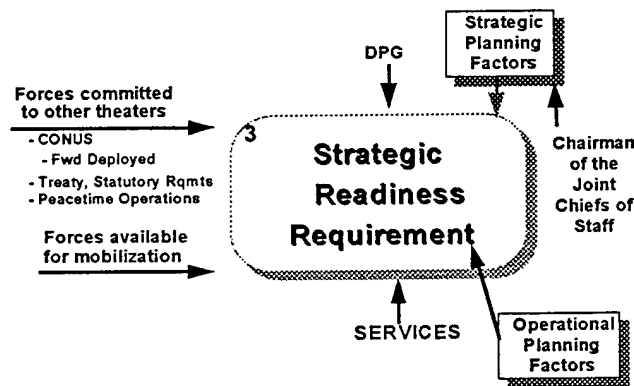 Strategic
Planning
Factors
DPG
Forces committed
to other theaters
- CONUS
- Fwd Deployed
- Treaty, Statutory Rqmts
- Peacetime Operations
3
Strategic
Readiness
Requirement
Chairman
of the
Joint
Chiefs of
Staff
Forces available
for mobilization
SERVICES
Operational
Planning
Factors